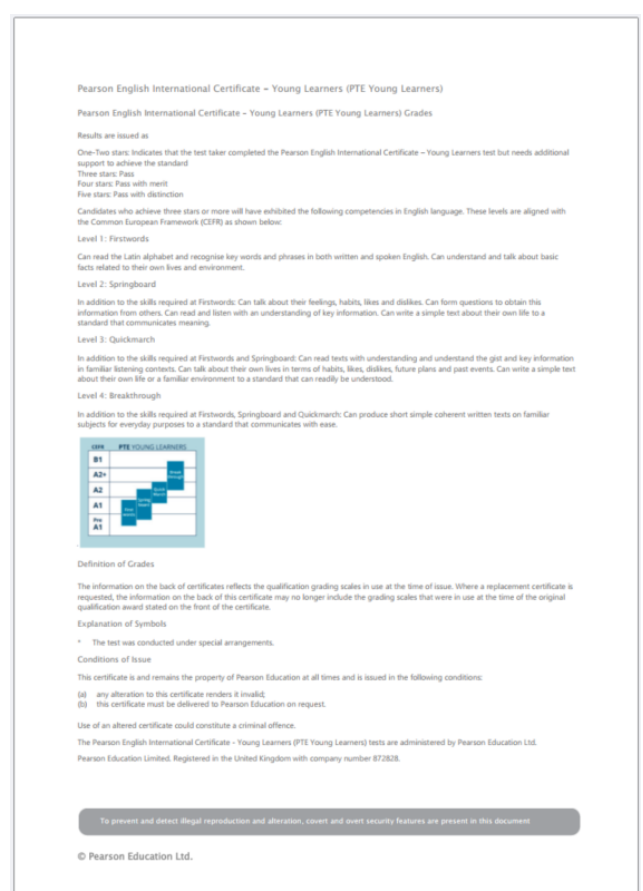 Pearson English International Certificate – Young Learners (PTE Young Learners)
Pearson English International Certificate – Young Learners (PTE Young Learners) Grades
Results are issued as
One-Two stars: Indicates that the test taker completed the Pearson English International Certificate – Young Learners test but needs additional
support to achieve the standard
Three stars: Pass
Four stars: Pass with merit
Five stars: Pass with distinction
Candidates who achieve three stars or more will have exhibited the following competencies in English language. These levels are aligned with
the Common European Framework (CEFR) as shown below:
Level 1: Firstwords
Can read the Latin alphabet and recognise key words and phrases in both written and spoken English. Can understand and talk about basic
facts related to their own lives and environment.
Level 2: Springboard
In addition to the skills required at Firstwords: Can talk about their feelings, habits, likes and dislikes. Can form questions to obtain this
information from others. Can read and listen with an understanding of key information. Can write a simple text about their own life to a
standard that communicates meaning.
Level 3: Quickmarch
In addition to the skills required at Firstwords and Springboard: Can read texts with understanding and understand the gist and key information
in familiar listening contexts. Can talk about their own lives in terms of habits, likes, dislikes, future plans and past events. Can write a simple text
about their own life or a familiar environment to a standard that can readily be understood.
Level 4: Breakthrough
In addition to the skills required at Firstwords, Springboard and Quickmarch: Can produce short simple coherent written texts on familiar
subjects for everyday purposes to a standard that communicates with ease.
CEFR PTE YOUNG LEARNERS
B1
A2+ Break through
A2 Quick March
A1 Spring board
Pre A1 First words
Definition of Grades
The information on the back of certificates reflects the qualification grading scales in use at the time of issue. Where a replacement certificate is
requested, the information on the back of this certificate may no longer include the grading scales that were in use at the time of the original
qualification award stated on the front of the certificate.
Explanation of Symbols
* The test was conducted under special arrangements.
Conditions of Issue
This certificate is and remains the property of Pearson Education at all times and is issued in the following conditions:
(a) any alteration to this certificate renders it invalid;
(b) this certificate must be delivered to Pearson Education on request.
Use of an altered certificate could constitute a criminal offence.
The Pearson English International Certificate - Young Learners (PTE Young Learners) tests are administered by Pearson Education Ltd.
Pearson Education Limited. Registered in the United Kingdom with company number 872828.
To prevent and detect illegal reproduction and alteration, covert and overt security features are present in this document
© Pearson Education Ltd.